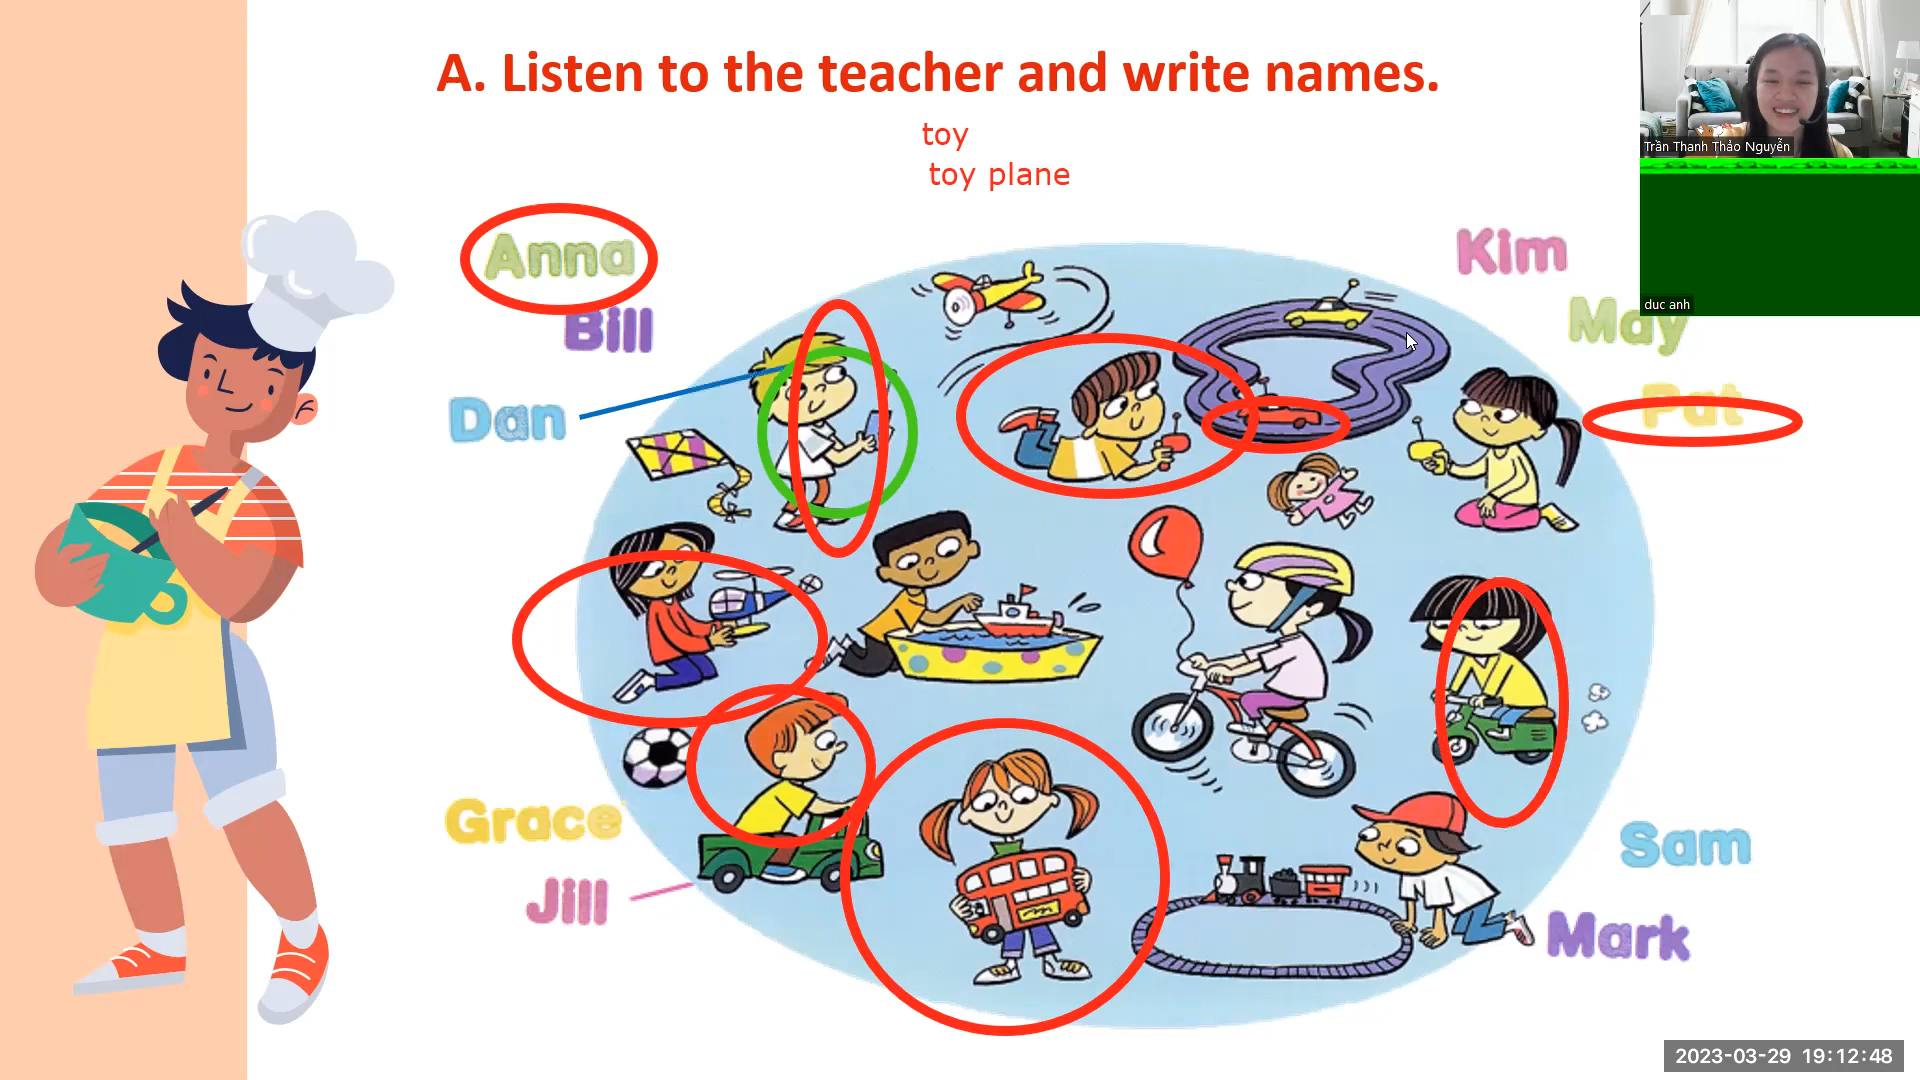 A. Listen to the teacher and write names.
toy
toy plane
Trần Thanh Thảo Nguyễn
duc anh
Anna
Bill
Dan
Kim
May
Pat
Grace
Jill
Sam
Mark
2023-03-29 19:12:48